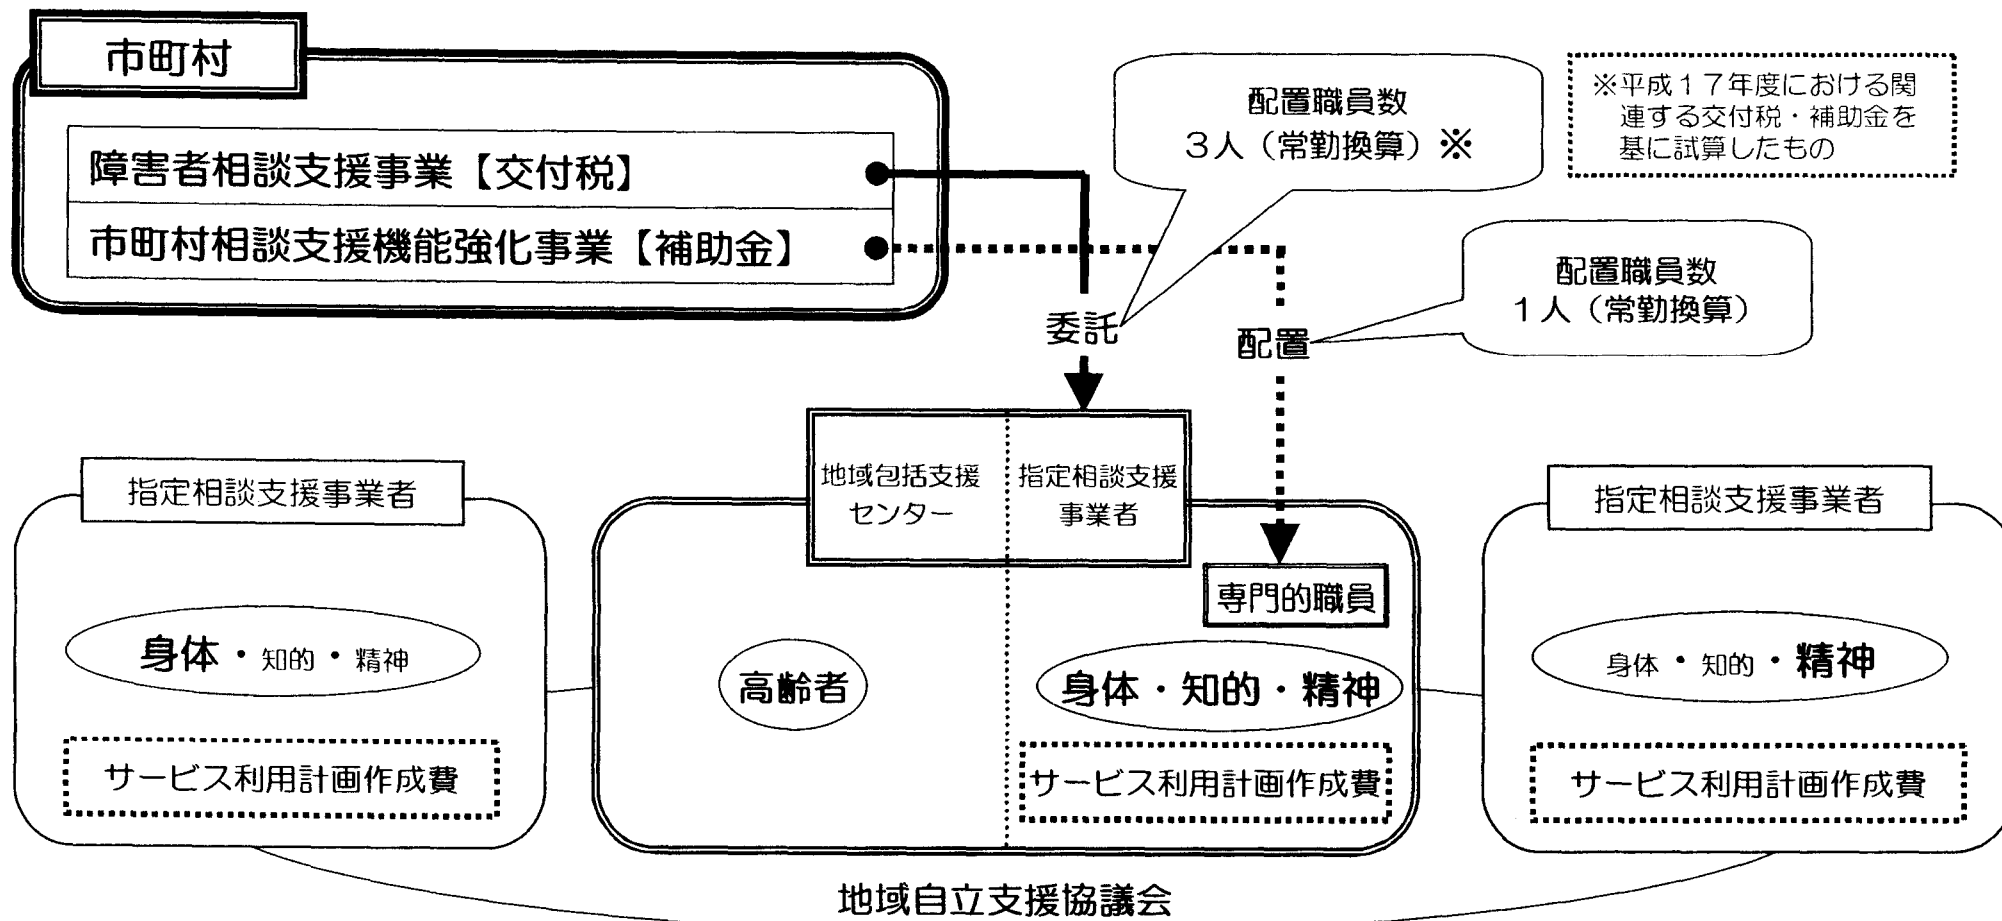 市町村
障害者相談支援事業【交付税】
市町村相談支援機能強化事業【補助金】
配置職員数
3人（常勤換算）※
※平成17年度における関
連する交付税・補助金を
基に試算したもの
配置職員数
1人（常勤換算）
委託
配置
指定相談支援事業者
身体・知的・精神
サービス利用計画作成費
地域包括支援
センター
指定相談支援
事業者
専門的職員
高齢者
身体・知的・精神
サービス利用計画作成費
指定相談支援事業者
身体・知的・精神
サービス利用計画作成費
地域自立支援協議会